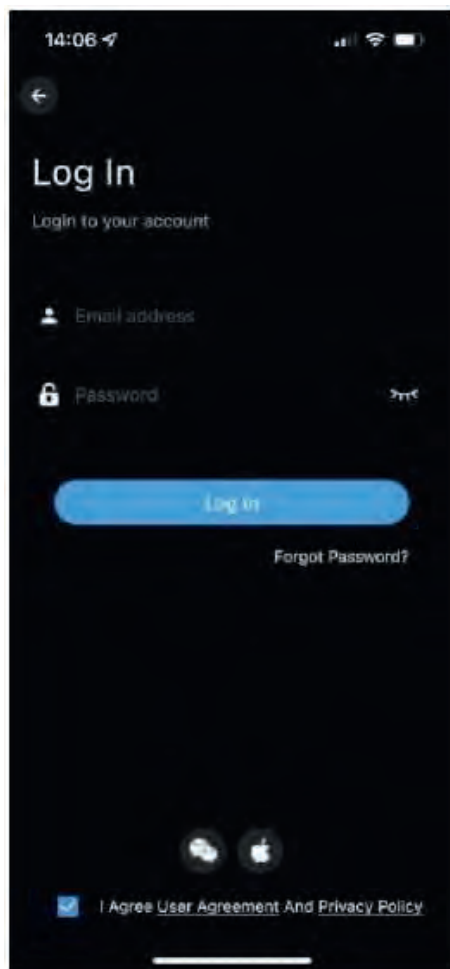 14:06
Log In
Login to your account
Email address
Password
Log In
Forgot Password?
I Agree User Agreement And Privacy Policy